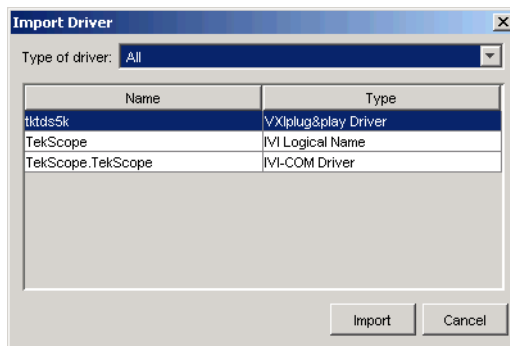 Import Driver
Type of driver: All
Name Type
tktds5k VXIplug&play Driver
TekScope IVI Logical Name
TekScope.TekScope IVI-COM Driver
Import Cancel